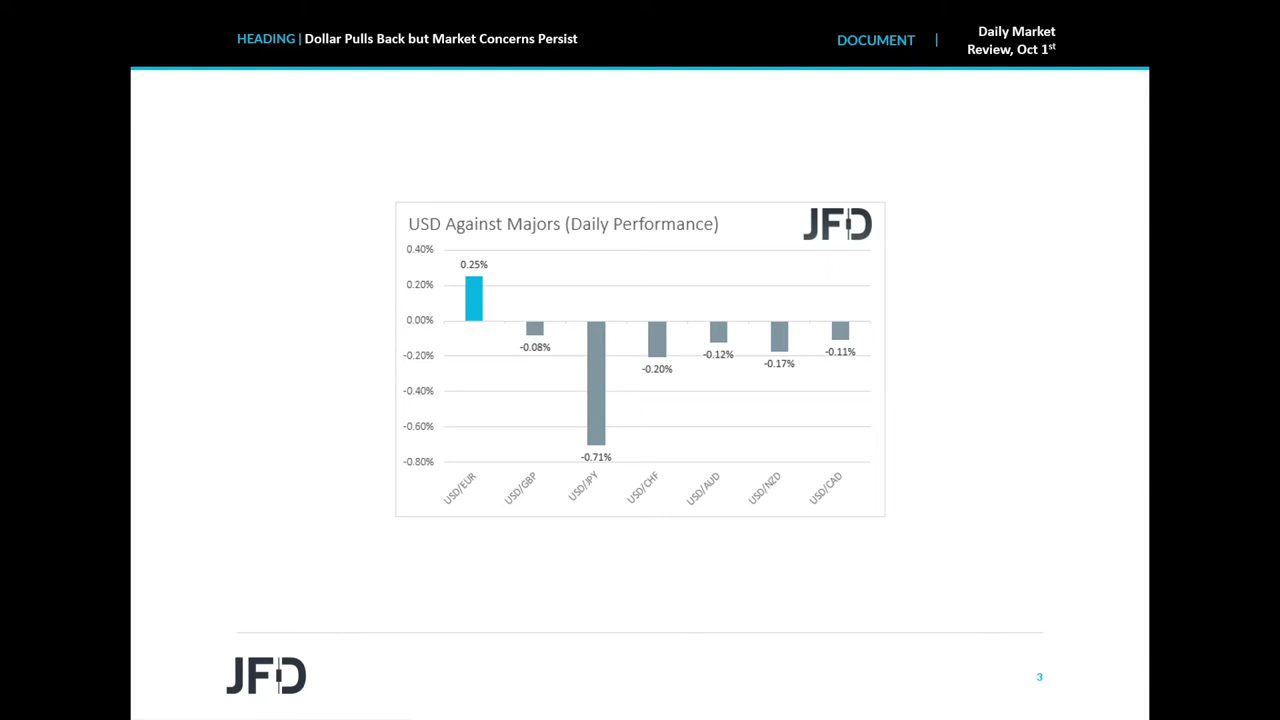 HEADING | Dollar Pulls Back but Market Concerns Persist
DOCUMENT | Daily Market
Review, Oct 1st
USD Against Majors (Daily Performance)
JFD
0.40%
0.20%
0.00%
-0.20%
-0.40%
-0.60%
-0.80%
0.25%
-0.08%
-0.71%
-0.20%
-0.12%
-0.17%
-0.11%
USD/EUR
USD/GBP
USD/JPY
USD/CHF
USD/AUD
USD/NZD
USD/CAD
JFD
3